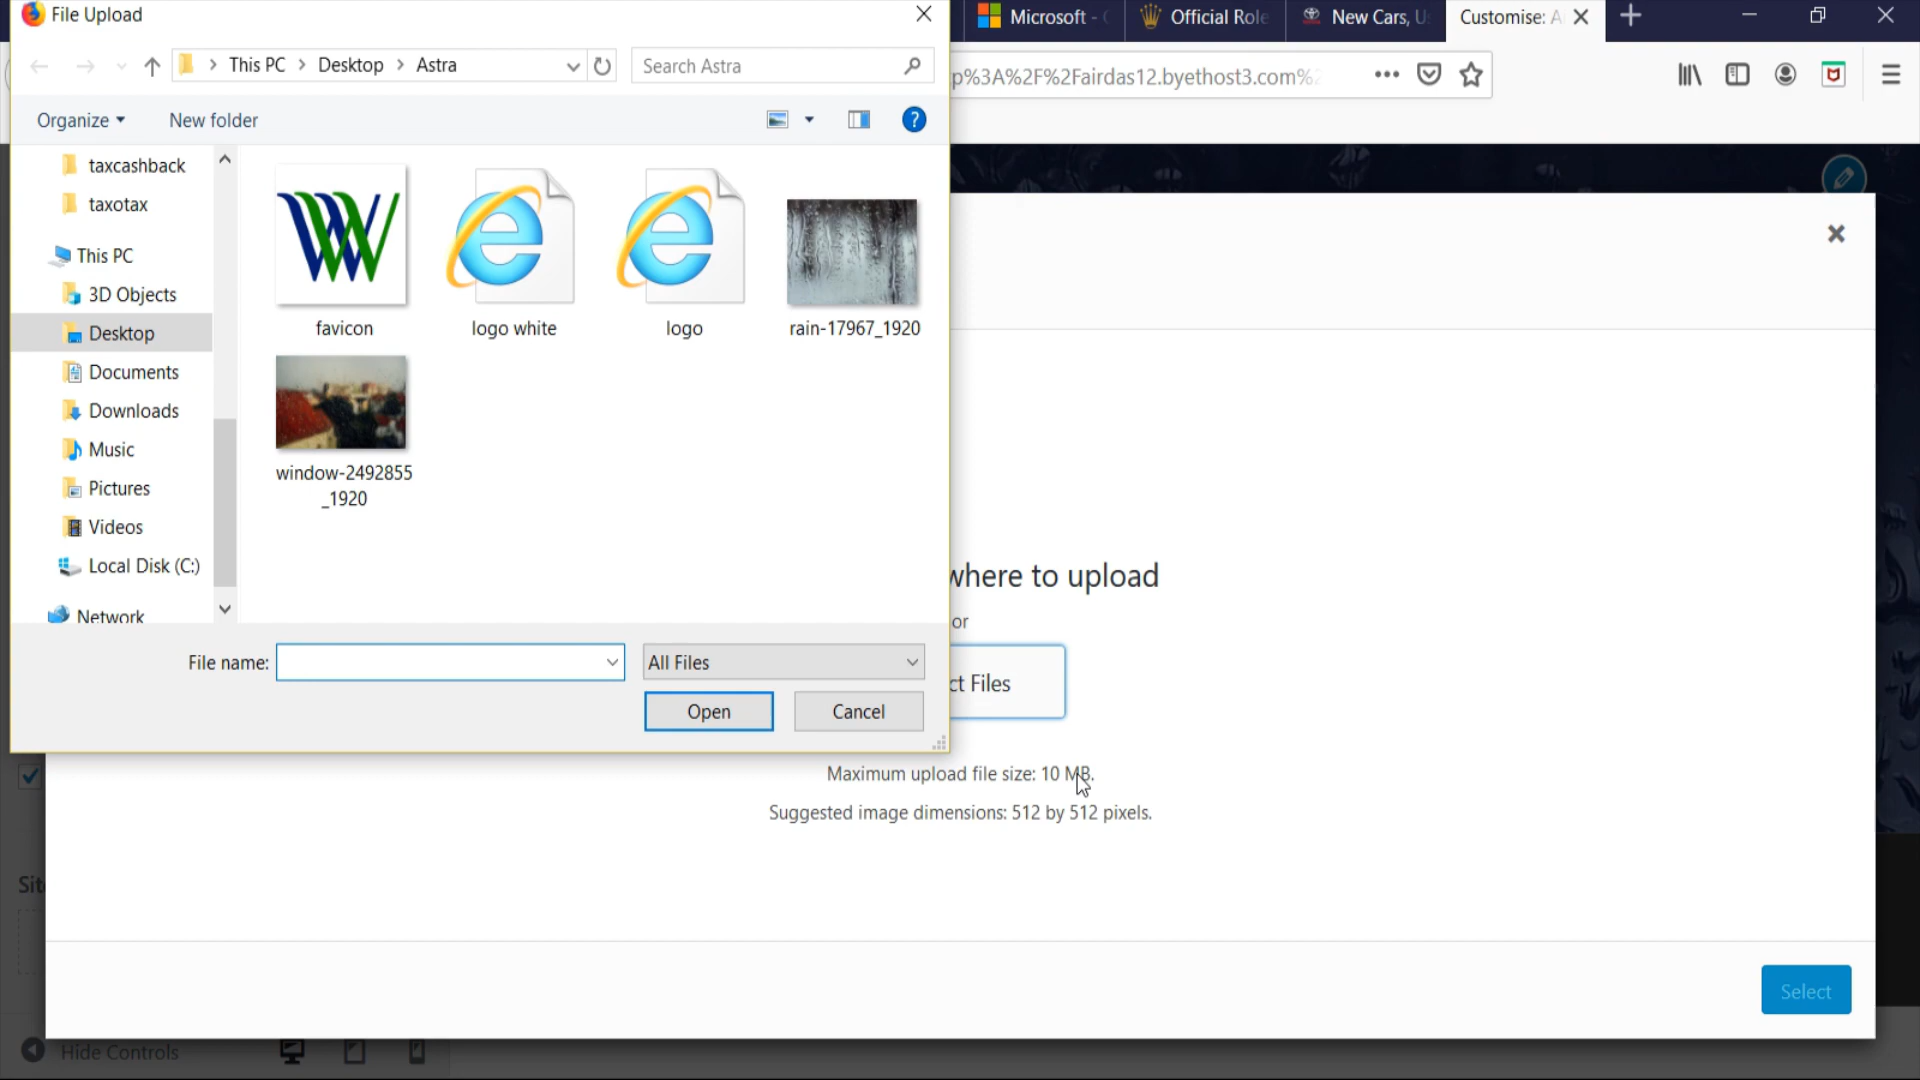 File Upload
Microsoft - (
Official Role
New Cars, U
Customise: A
This PC > Desktop > Astra
Search Astra
p%3A%2F%2Fairdas12.byethost3.com%2
Organize
New folder
taxcashback
taxotax
This PC
3D Objects
Desktop
Documents
Downloads
Music
Pictures
Videos
Local Disk (C:)
Network
favicon
logo white
logo
rain-17967_1920
window-2492855
_1920
where to upload
or
ct Files
File name:
All Files
Open
Cancel
Maximum upload file size: 10 MB.
Suggested image dimensions: 512 by 512 pixels.
Site
Select
Hide Controls